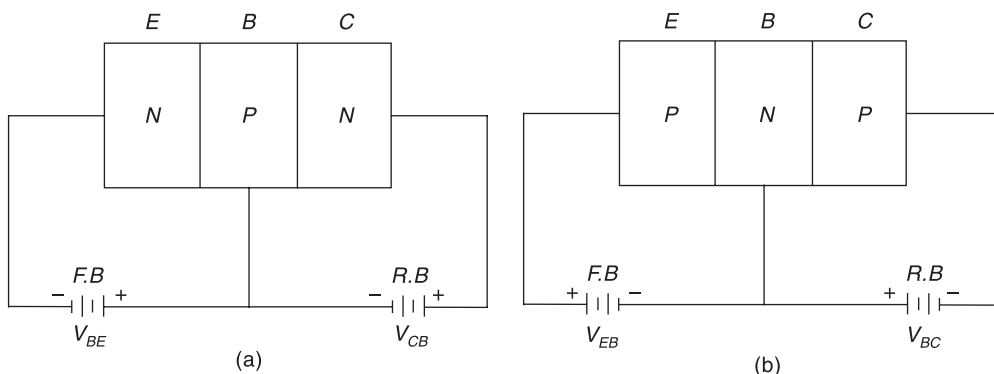 E B C
N P N
F.B R.B
− + − +
V_BE V_CB
(a)
E B C
P N P
F.B R.B
+ − + −
V_EB V_BC
(b)